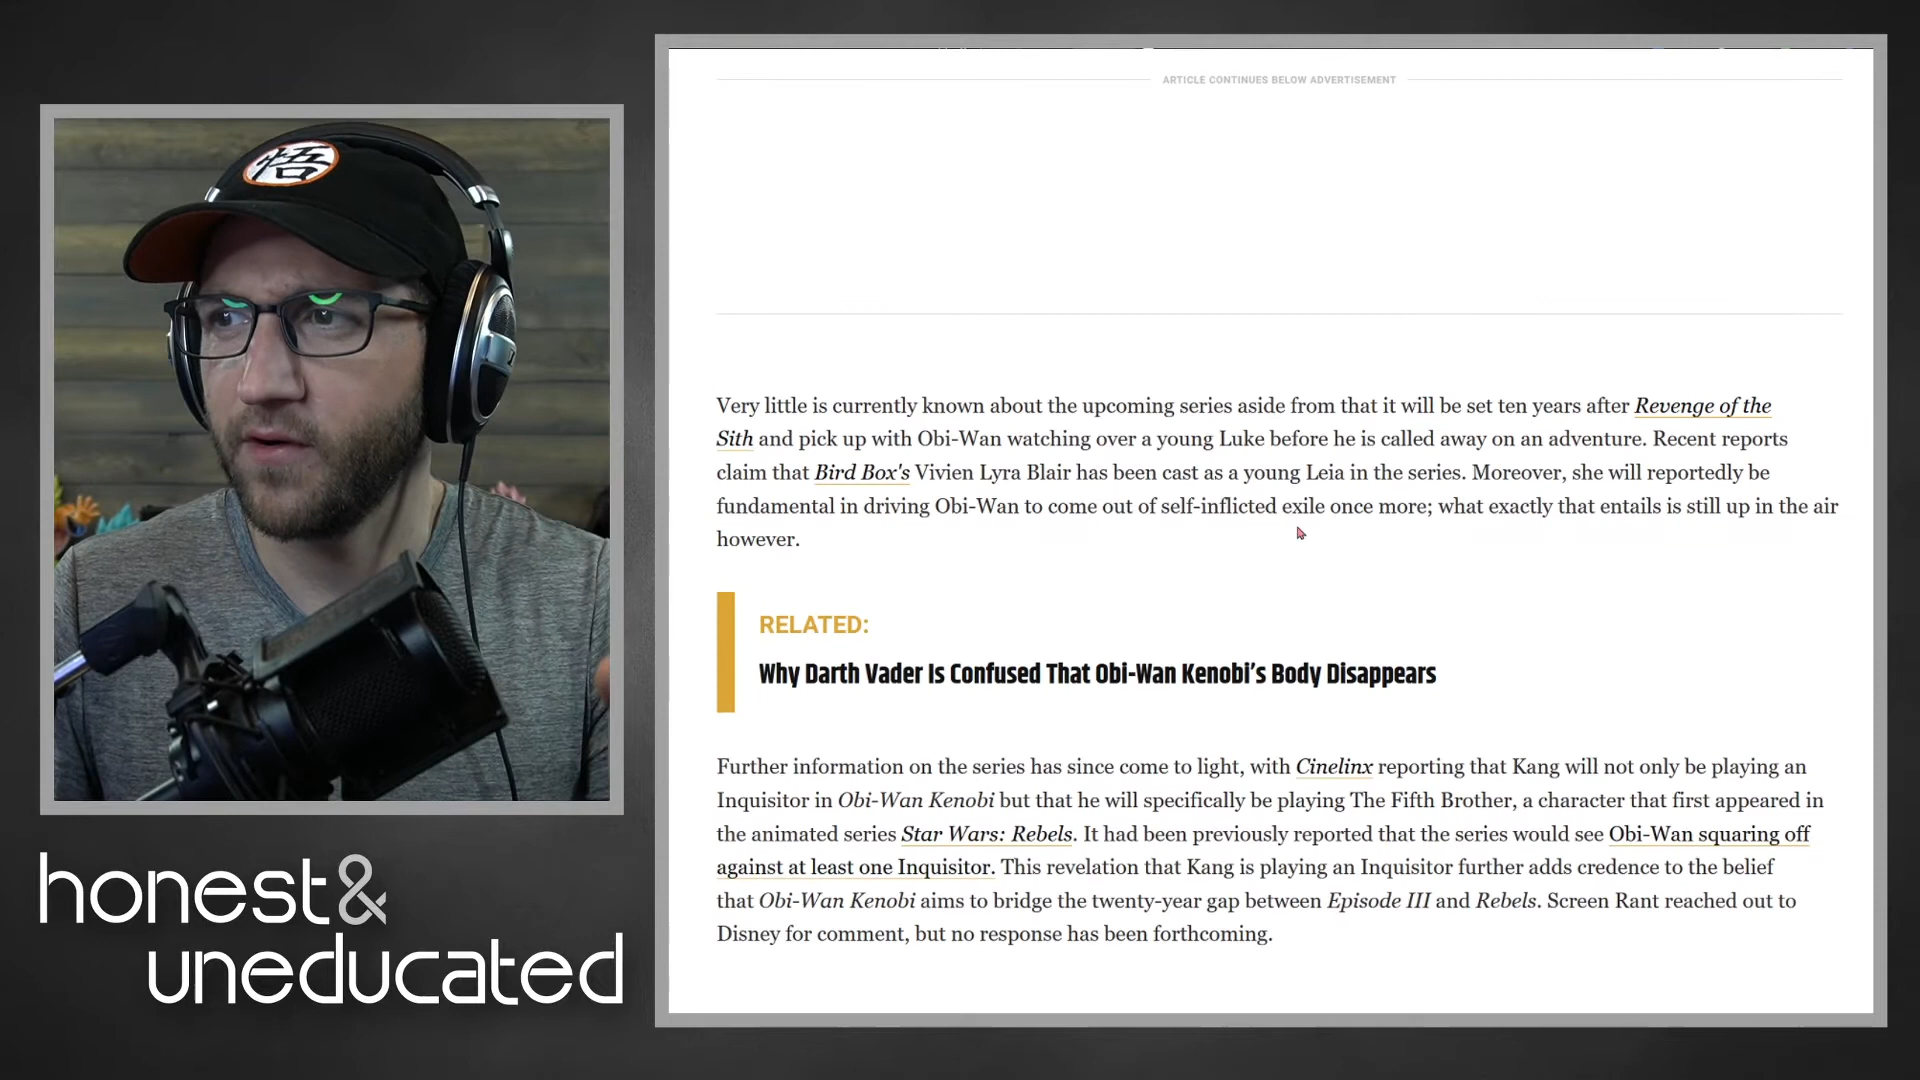 悟
honest&
uneducated
ARTICLE CONTINUES BELOW ADVERTISEMENT
Very little is currently known about the upcoming series aside from that it will be set ten years after Revenge of the
Sith and pick up with Obi-Wan watching over a young Luke before he is called away on an adventure. Recent reports
claim that Bird Box's Vivien Lyra Blair has been cast as a young Leia in the series. Moreover, she will reportedly be
fundamental in driving Obi-Wan to come out of self-inflicted exile once more; what exactly that entails is still up in the air
however.
RELATED:
Why Darth Vader Is Confused That Obi-Wan Kenobi’s Body Disappears
Further information on the series has since come to light, with Cinelinx reporting that Kang will not only be playing an
Inquisitor in Obi-Wan Kenobi but that he will specifically be playing The Fifth Brother, a character that first appeared in
the animated series Star Wars: Rebels. It had been previously reported that the series would see Obi-Wan squaring off
against at least one Inquisitor. This revelation that Kang is playing an Inquisitor further adds credence to the belief
that Obi-Wan Kenobi aims to bridge the twenty-year gap between Episode III and Rebels. Screen Rant reached out to
Disney for comment, but no response has been forthcoming.